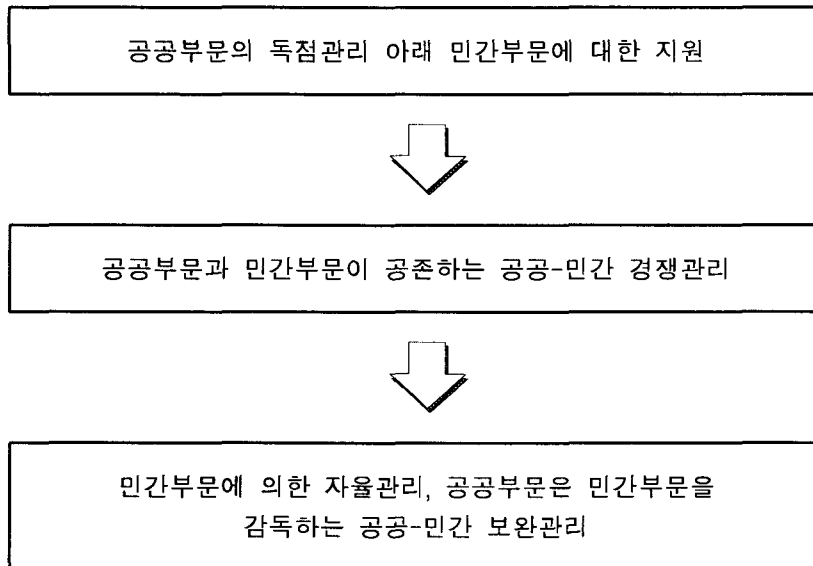 공공부문의 독점관리 아래 민간부문에 대한 지원
공공부문과 민간부문이 공존하는 공공-민간 경쟁관리
민간부문에 의한 자율관리, 공공부문은 민간부문을
감독하는 공공-민간 보완관리